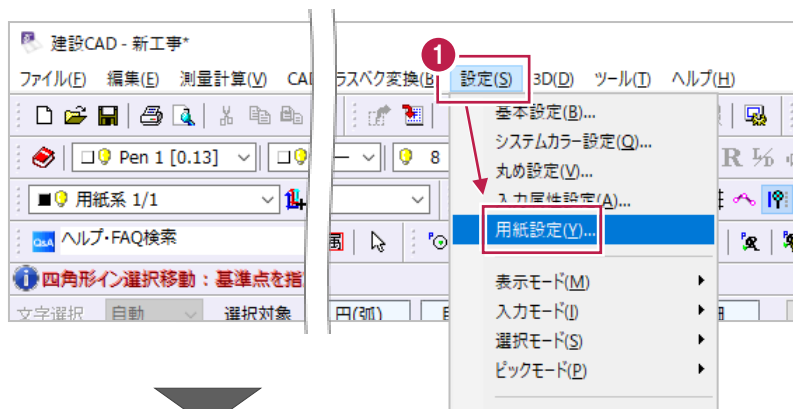 建設CAD - 新工事*
1
ファイル(F) 編集(E) 測量計算(V) CAD ラスベク変換(B 設定(S) 3D(D) ツール(T) ヘルプ(H)
基本設定(B)...
Pen 1 [0.13] 8
システムカラー設定(Q)...
丸め設定(V)...
用紙系 1/1
入力属性設定(A)...
Q&A ヘルプ・FAQ検索
用紙設定(Y)...
四角形イン選択移動：基準点を指
表示モード(M)
文字選択 自動 選択対象 円(弧)
入力モード(I)
選択モード(S)
ピックモード(P)